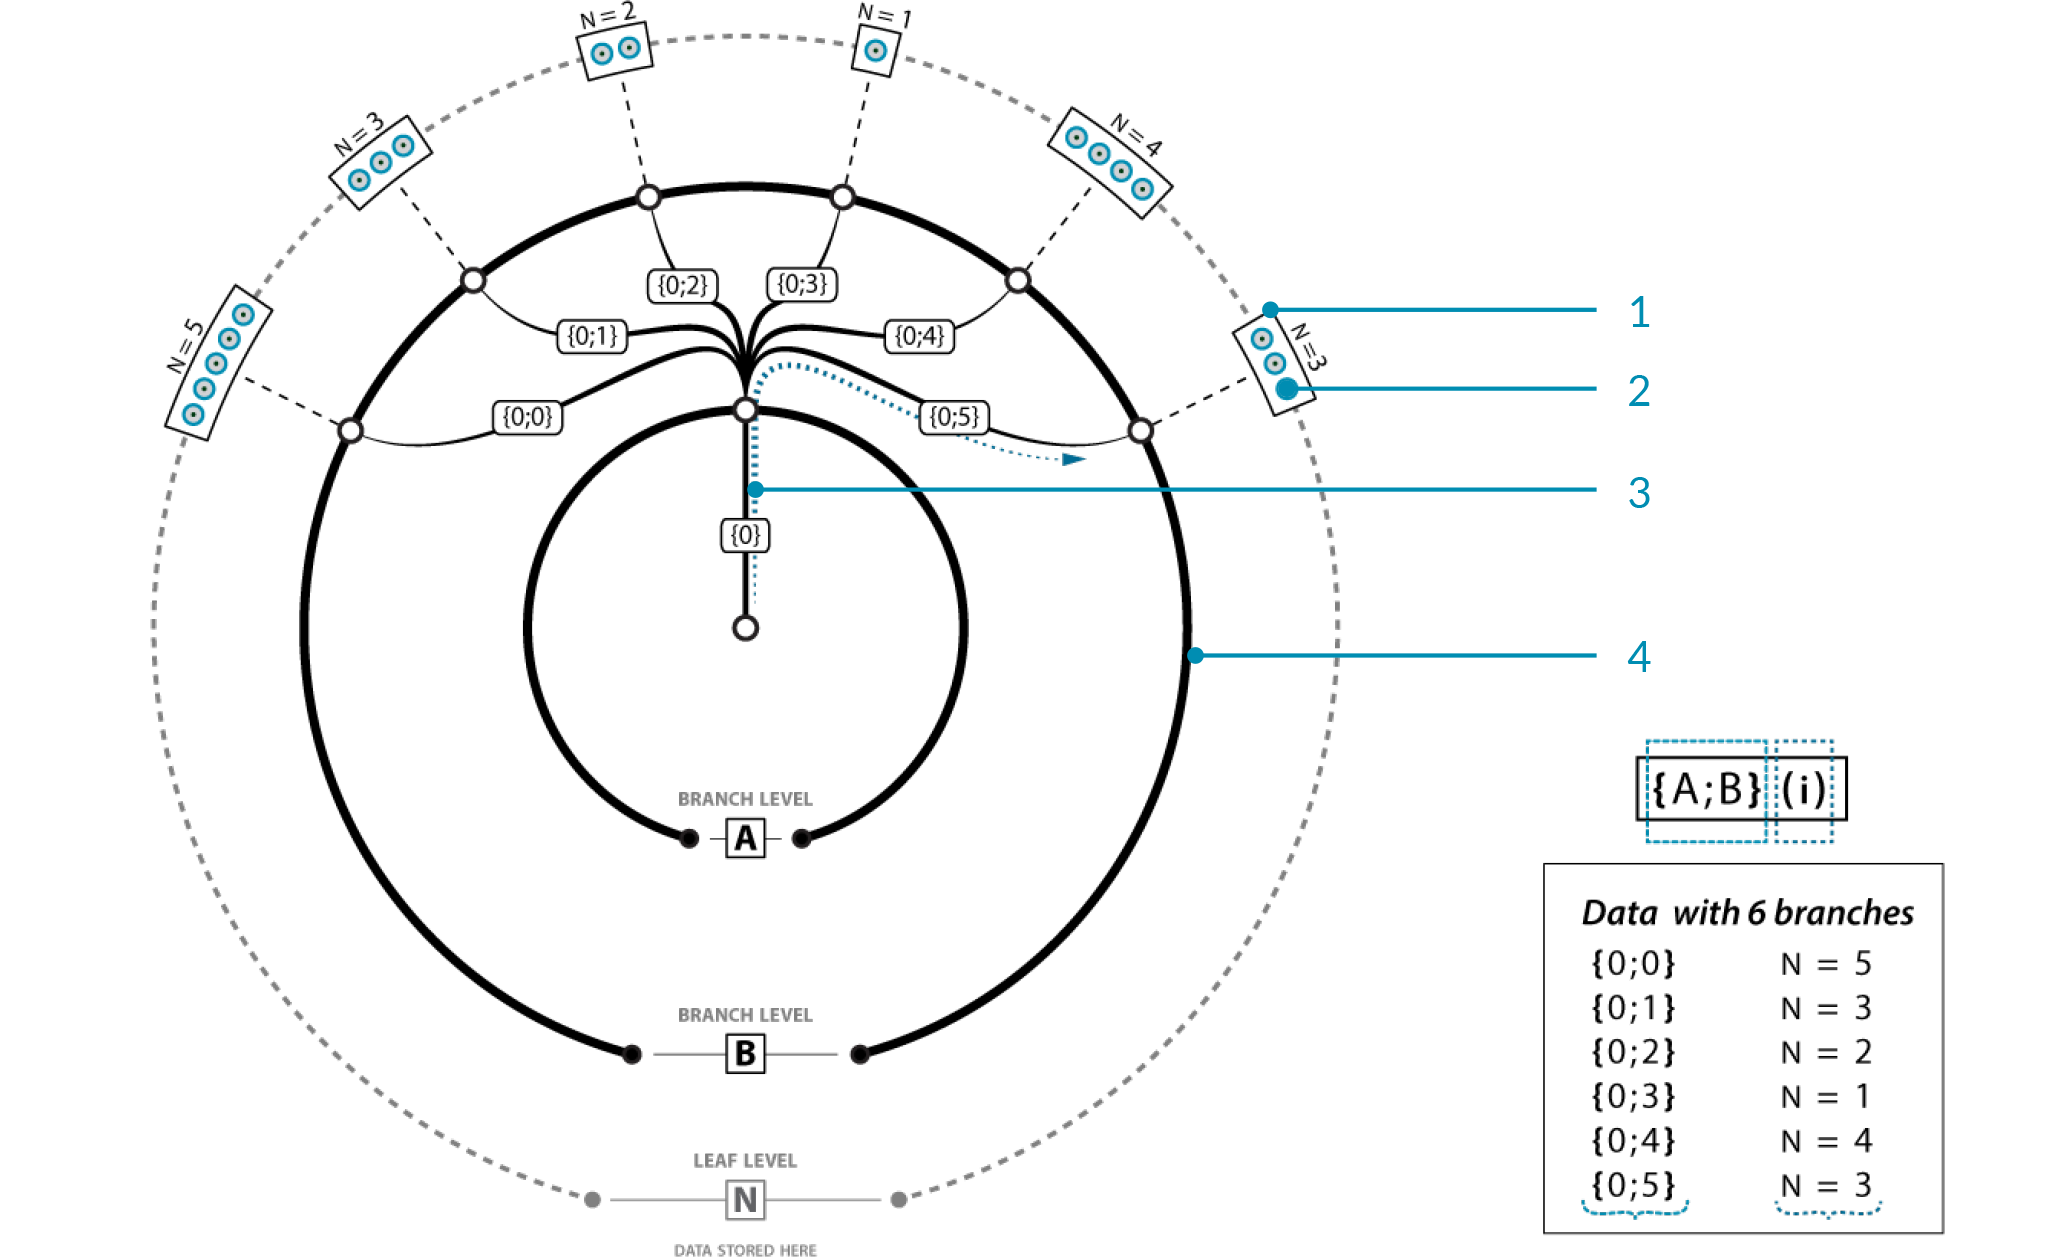 N = 2
N = 1
N = 3
N = 4
N = 5
N = 3
{0;2}
{0;3}
{0;1}
{0;4}
{0;0}
{0;5}
{0}
1
2
3
4
BRANCH LEVEL
A
BRANCH LEVEL
B
LEAF LEVEL
N
DATA STORED HERE
{A;B} (i)
Data with 6 branches
{0;0} N = 5
{0;1} N = 3
{0;2} N = 2
{0;3} N = 1
{0;4} N = 4
{0;5} N = 3